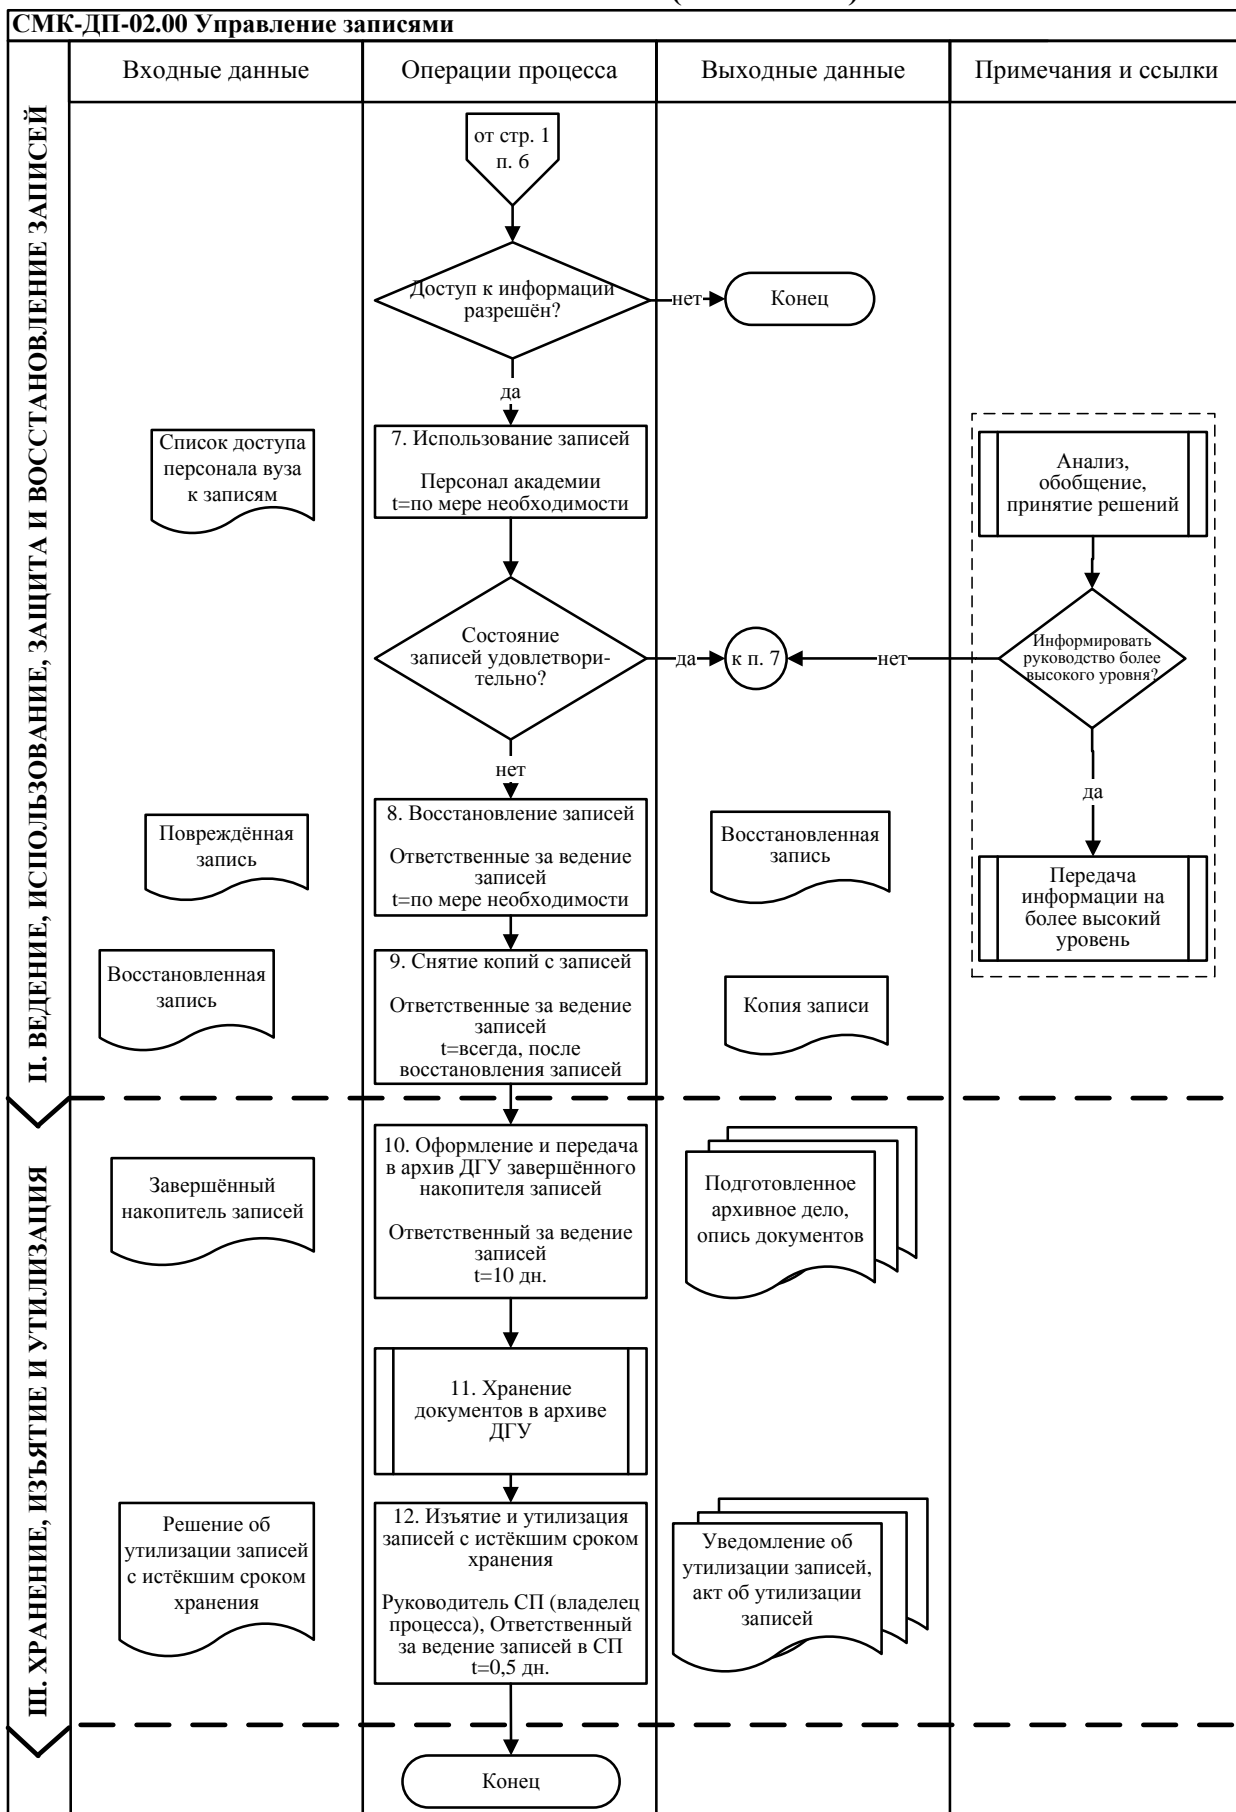 СМК-ДП-02.00 Управление записями
Входные данные
Операции процесса
Выходные данные
Примечания и ссылки
II. ВЕДЕНИЕ, ИСПОЛЬЗОВАНИЕ, ЗАЩИТА И ВОССТАНОВЛЕНИЕ ЗАПИСЕЙ
от стр. 1
п. 6
Доступ к информации
разрешён?
нет
Конец
да
Список доступа
персонала вуза
к записям
7. Использование записей
Персонал академии
t=по мере необходимости
Анализ,
обобщение,
принятие решений
Состояние
записей удовлетвори-
тельно?
да
к п. 7
нет
Информировать
руководство более
высокого уровня?
нет
да
Повреждённая
запись
8. Восстановление записей
Ответственные за ведение
записей
t=по мере необходимости
Восстановленная
запись
Передача
информации на
более высокий
уровень
Восстановленная
запись
9. Снятие копий с записей
Ответственные за ведение
записей
t=всегда, после
восстановления записей
Копия записи
III. ХРАНЕНИЕ, ИЗЪЯТИЕ И УТИЛИЗАЦИЯ
Завершённый
накопитель записей
10. Оформление и передача
в архив ДГУ завершённого
накопителя записей
Ответственный за ведение
записей
t=10 дн.
Подготовленное
архивное дело,
опись документов
11. Хранение
документов в архиве
ДГУ
Решение об
утилизации записей
с истёкшим сроком
хранения
12. Изъятие и утилизация
записей с истёкшим сроком
хранения
Руководитель СП (владелец
процесса), Ответственный
за ведение записей в СП
t=0,5 дн.
Уведомление об
утилизации записей,
акт об утилизации
записей
Конец